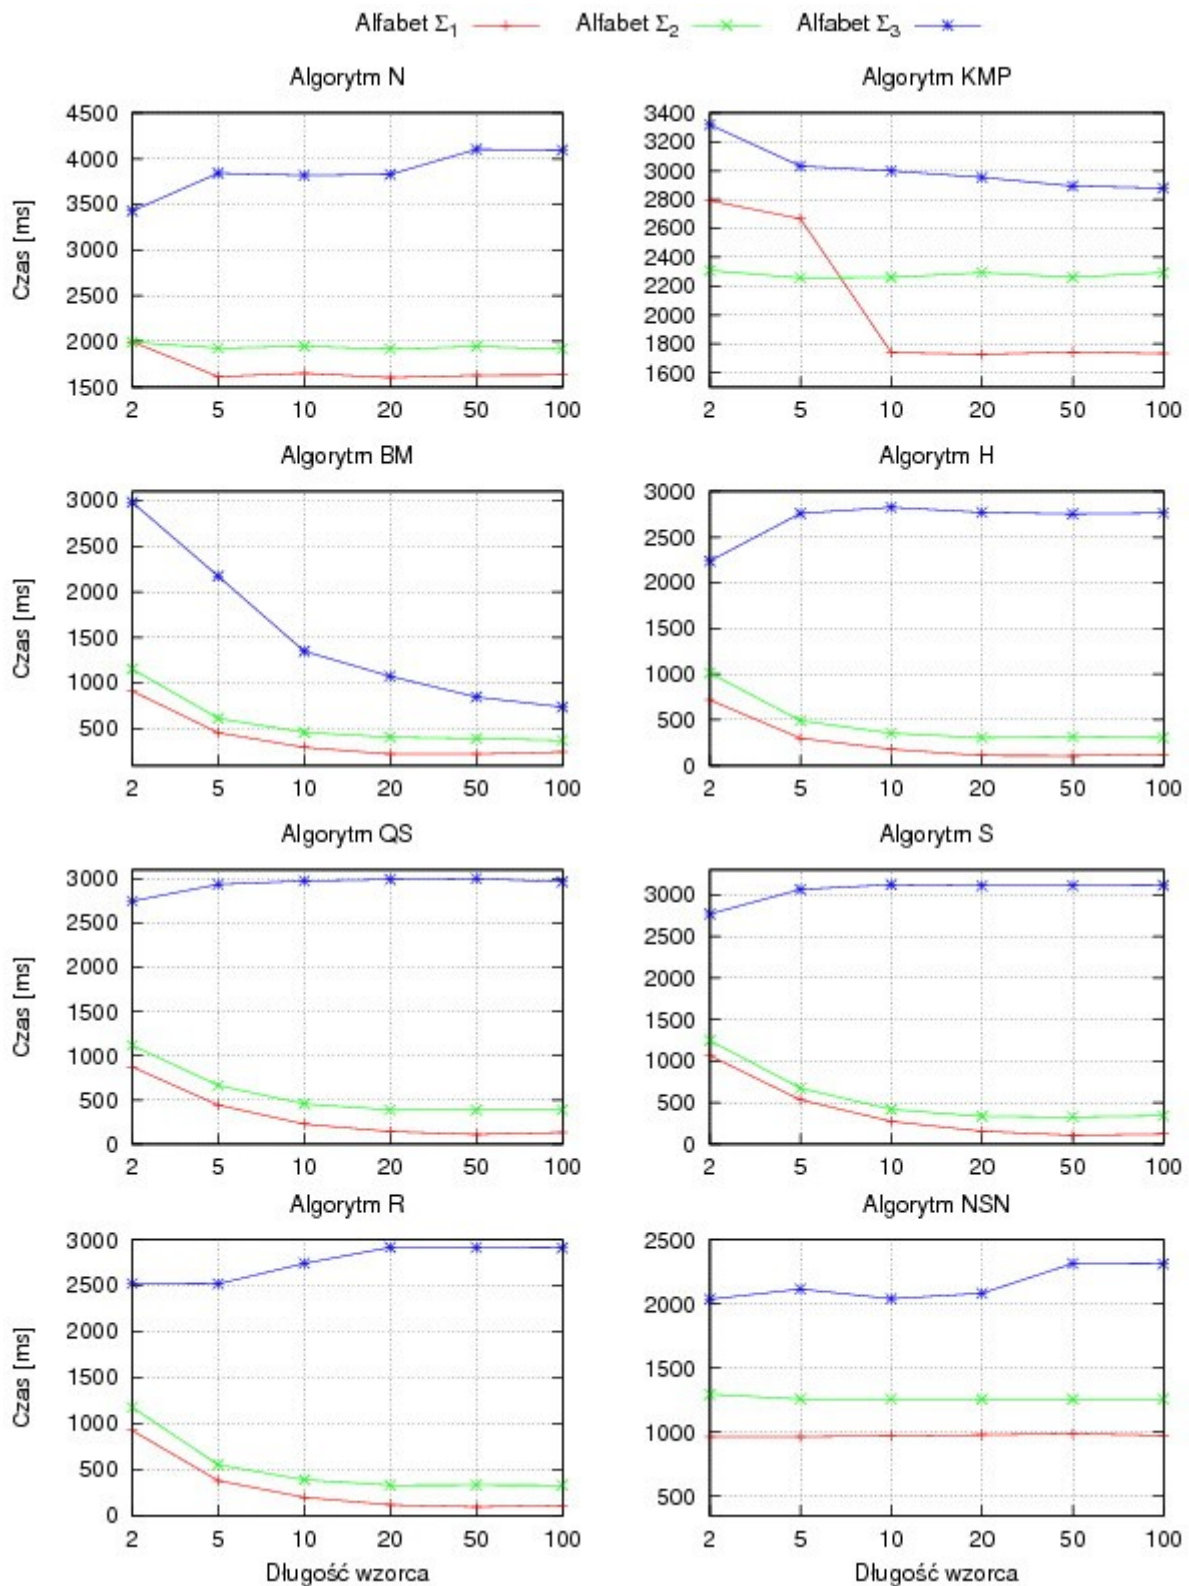 Alfabet Σ1 Alfabet Σ2 Alfabet Σ3
Algorytm N
Czas [ms]
4500
4000
3500
3000
2500
2000
1500
2 5 10 20 50 100
Algorytm KMP
3400
3200
3000
2800
2600
2400
2200
2000
1800
1600
2 5 10 20 50 100
Algorytm BM
Czas [ms]
3000
2500
2000
1500
1000
500
2 5 10 20 50 100
Algorytm H
3000
2500
2000
1500
1000
500
0
2 5 10 20 50 100
Algorytm QS
Czas [ms]
3000
2500
2000
1500
1000
500
0
2 5 10 20 50 100
Algorytm S
3000
2500
2000
1500
1000
500
0
2 5 10 20 50 100
Algorytm R
Czas [ms]
3000
2500
2000
1500
1000
500
0
2 5 10 20 50 100
Długość wzorca
Algorytm NSN
2500
2000
1500
1000
500
2 5 10 20 50 100
Długość wzorca